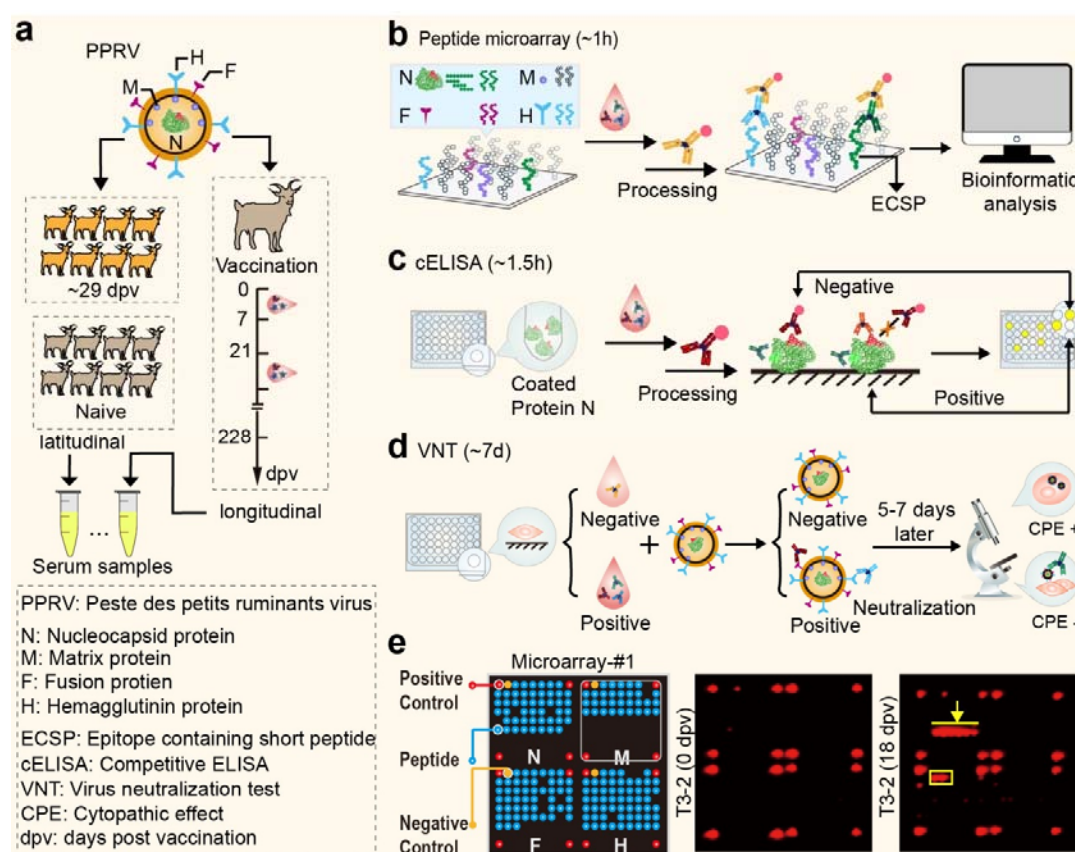 a
PPRV
H
F
M
N
~29 dpv
Naive
latitudinal
Vaccination
0
7
21
228
dpv
longitudinal
...
Serum samples
PPRV: Peste des petits ruminants virus
N: Nucleocapsid protein
M: Matrix protein
F: Fusion protien
H: Hemagglutinin protein
ECSP: Epitope containing short peptide
cELISA: Competitive ELISA
VNT: Virus neutralization test
CPE: Cytopathic effect
dpv: days post vaccination
b Peptide microarray (~1h)
N M
F H
Processing
ECSP
Bioinformatic
analysis
c cELISA (~1.5h)
Coated
Protein N
Processing
Negative
Positive
d VNT (~7d)
Negative
Positive
+
Negative
Positive
Neutralization
5-7 days
later
CPE +
CPE -
e
Microarray-#1
Positive
Control
Peptide
Negative
Control
N M
F H
T3-2 (0 dpv)
T3-2 (18 dpv)